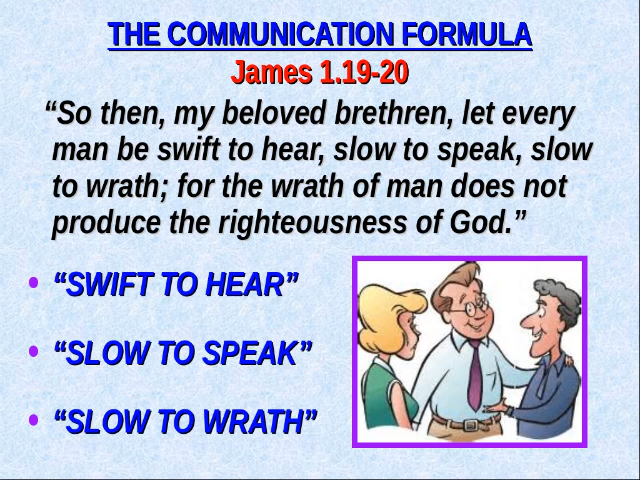 THE COMMUNICATION FORMULA
James 1.19-20
“So then, my beloved brethren, let every
man be swift to hear, slow to speak, slow
to wrath; for the wrath of man does not
produce the righteousness of God.”
• “SWIFT TO HEAR”
• “SLOW TO SPEAK”
• “SLOW TO WRATH”